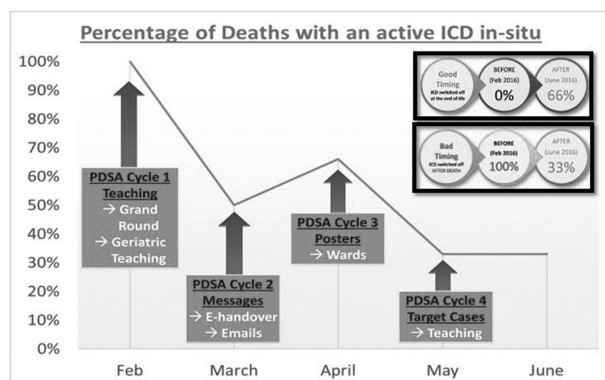 Percentage of Deaths with an active ICD in-situ
100%
90%
80%
70%
60%
50%
40%
30%
20%
10%
0%
Good
Timing
ICD switched off
at the end of life
BEFORE
(Feb 2016)
0%
AFTER
(June 2016)
66%
Bad
Timing
ICD switched off
AFTER DEATH
BEFORE
(Feb 2016)
100%
AFTER
(June 2016)
33%
PDSA Cycle 1
Teaching
→ Grand
Round
→ Geriatric
Teaching
PDSA Cycle 2
Messages
→ E-handover
→ Emails
PDSA Cycle 3
Posters
→ Wards
PDSA Cycle 4
Target Cases
→ Teaching
Feb
March
April
May
June